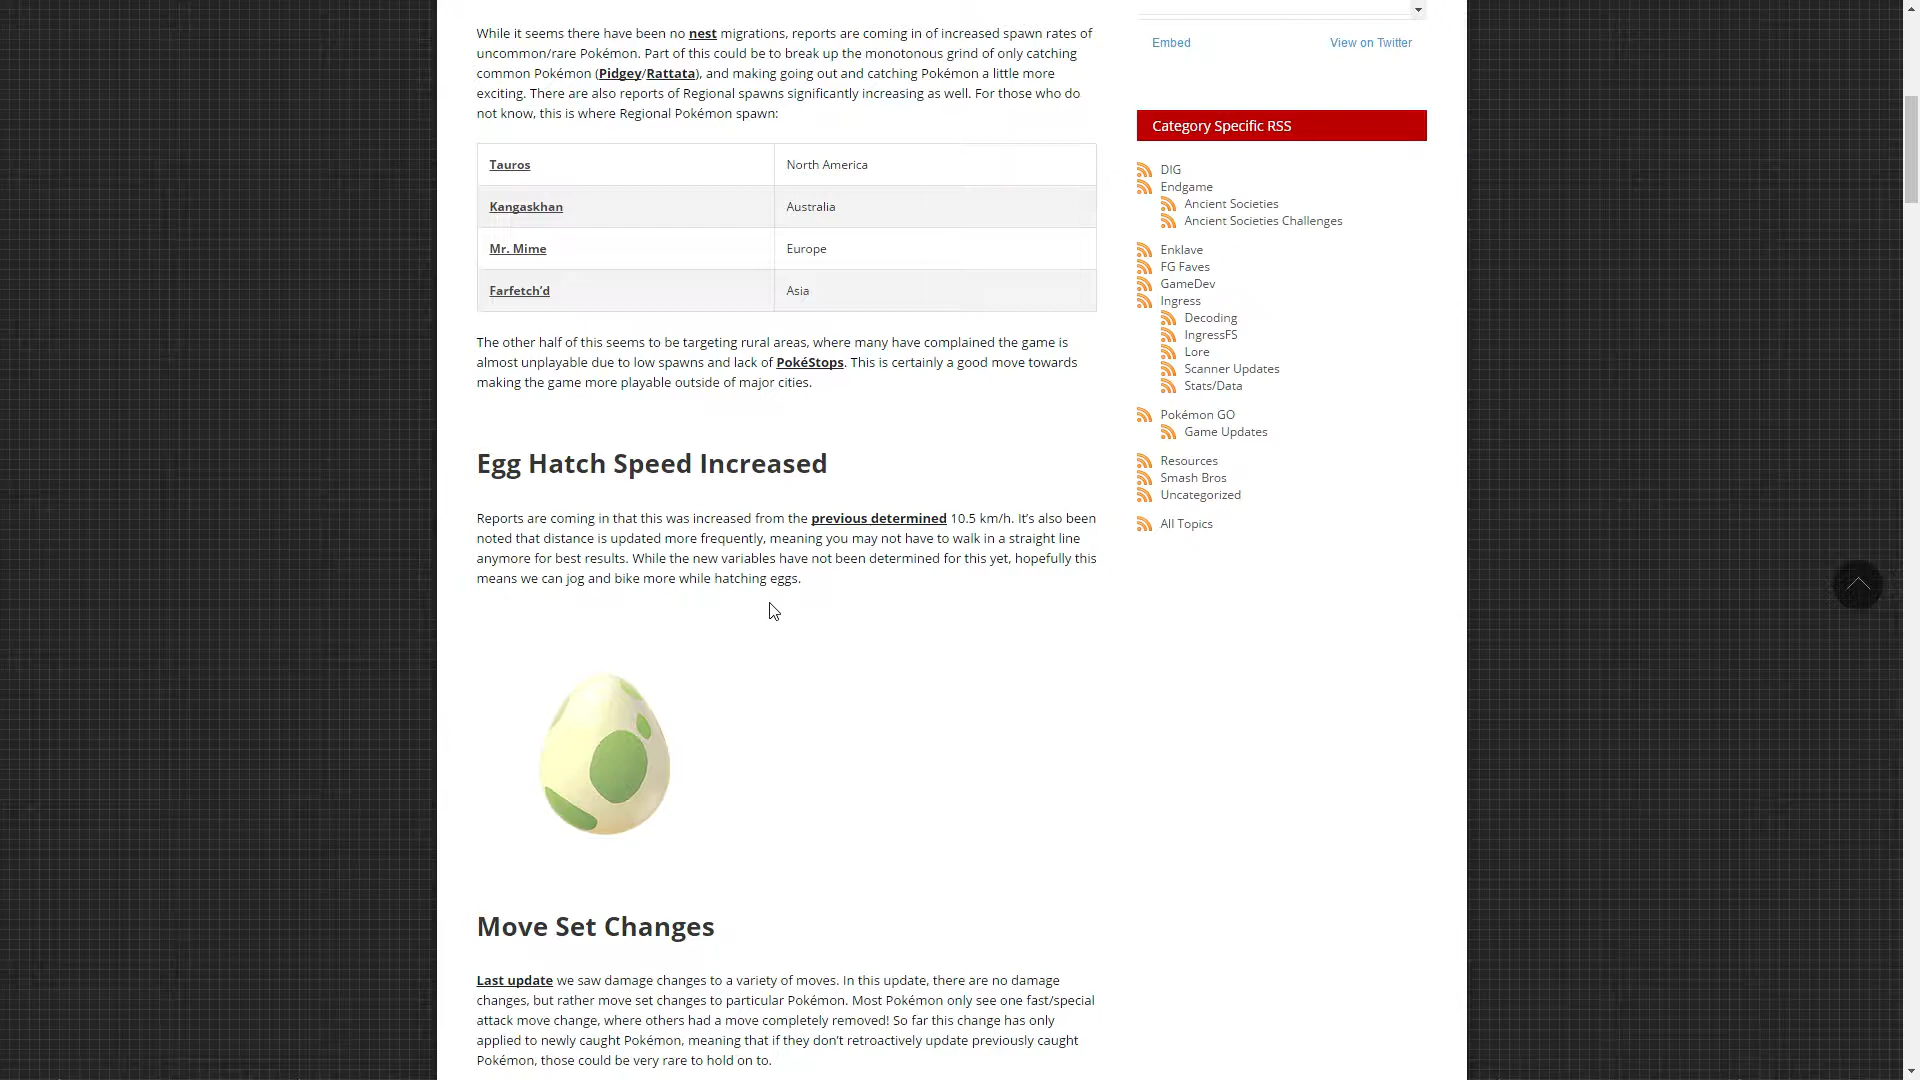 While it seems there have been no nest migrations, reports are coming in of increased spawn rates of
uncommon/rare Pokémon. Part of this could be to break up the monotonous grind of only catching
common Pokémon (Pidgey/Rattata), and making going out and catching Pokémon a little more
exciting. There are also reports of Regional spawns significantly increasing as well. For those who do
not know, this is where Regional Pokémon spawn:
Tauros North America
Kangaskhan Australia
Mr. Mime Europe
Farfetch’d Asia
The other half of this seems to be targeting rural areas, where many have complained the game is
almost unplayable due to low spawns and lack of PokéStops. This is certainly a good move towards
making the game more playable outside of major cities.
Egg Hatch Speed Increased
Reports are coming in that this was increased from the previous determined 10.5 km/h. It’s also been
noted that distance is updated more frequently, meaning you may not have to walk in a straight line
anymore for best results. While the new variables have not been determined for this yet, hopefully this
means we can jog and bike more while hatching eggs.
Move Set Changes
Last update we saw damage changes to a variety of moves. In this update, there are no damage
changes, but rather move set changes to particular Pokémon. Most Pokémon only see one fast/special
attack move change, where others had a move completely removed! So far this change has only
applied to newly caught Pokémon, meaning that if they don’t retroactively update previously caught
Pokémon, those could be very rare to hold on to.
Embed View on Twitter
Category Specific RSS
DIG
Endgame
Ancient Societies
Ancient Societies Challenges
Enklave
FG Faves
GameDev
Ingress
Decoding
IngressFS
Lore
Scanner Updates
Stats/Data
Pokémon GO
Game Updates
Resources
Smash Bros
Uncategorized
All Topics